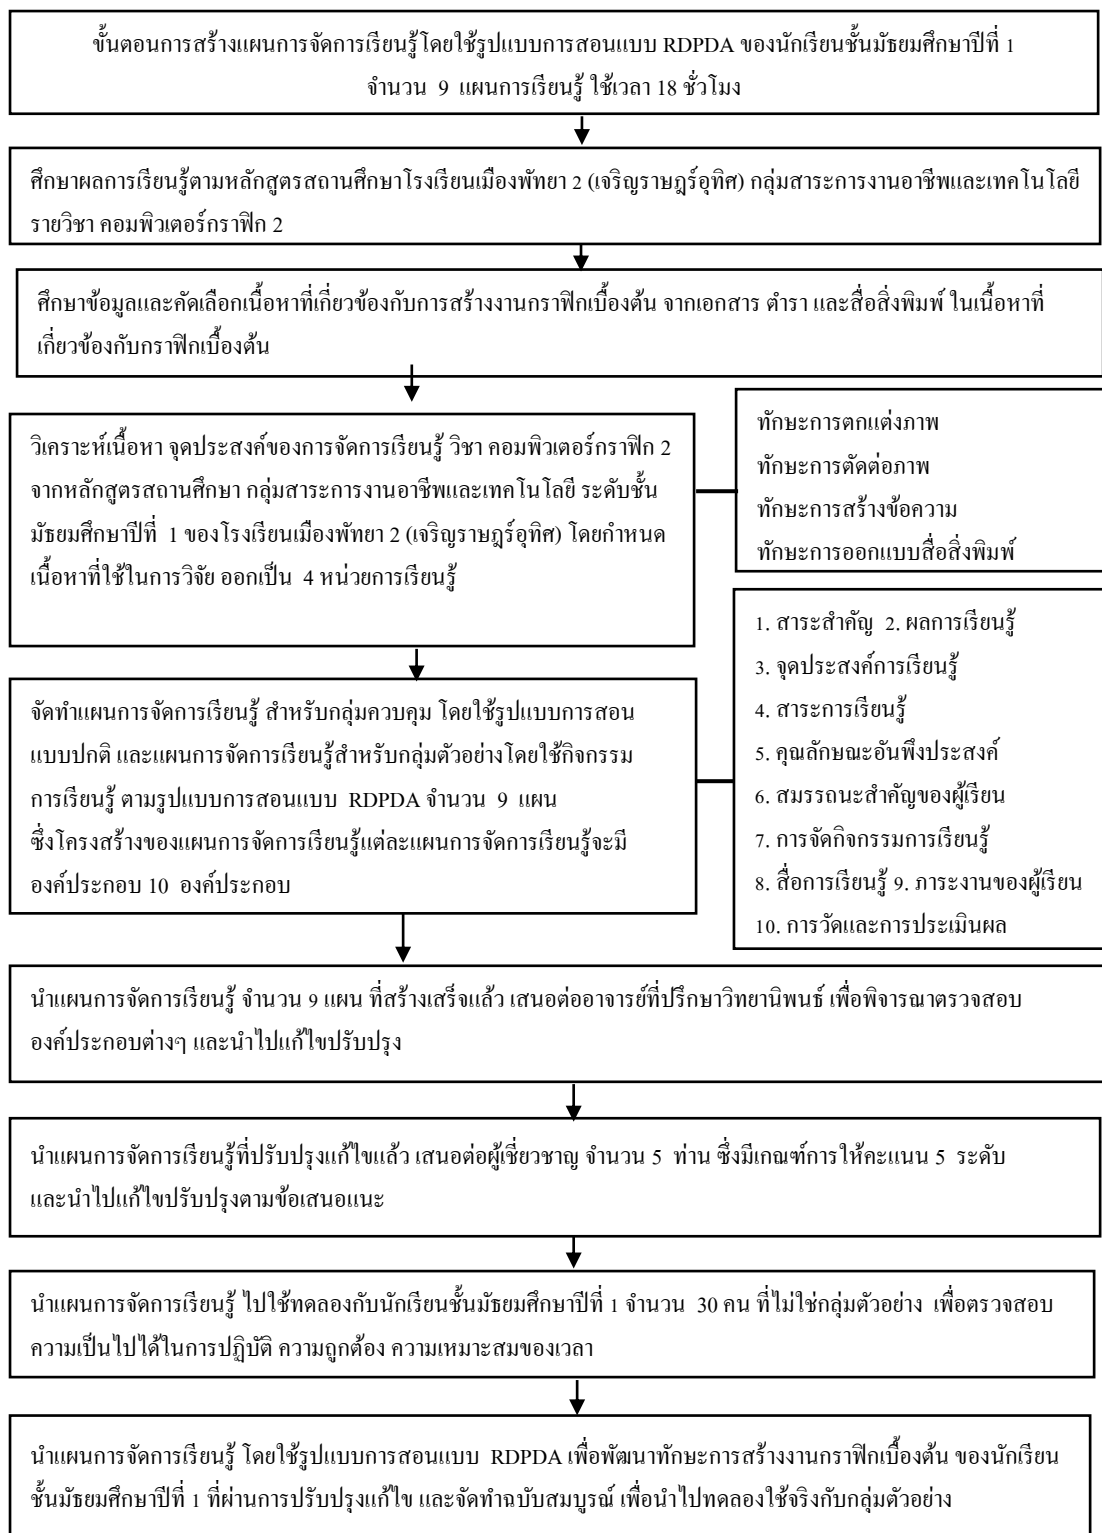 ขั้นตอนการสร้างแผนการจัดการเรียนรู้โดยใช้รูปแบบการสอนแบบ RDPDA ของนักเรียนชั้นมัธยมศึกษาปีที่ 1
จำนวน 9 แผนการเรียนรู้ ใช้เวลา 18 ชั่วโมง
ศึกษาผลการเรียนรู้ตามหลักสูตรสถานศึกษาโรงเรียนเมืองพัทยา 2 (เจริญราษฎร์อุทิศ) กลุ่มสาระการงานอาชีพและเทคโนโลยี
รายวิชา คอมพิวเตอร์กราฟิก 2
ศึกษาข้อมูลและคัดเลือกเนื้อหาที่เกี่ยวข้องกับการสร้างงานกราฟิกเบื้องต้น จากเอกสาร ตำรา และสื่อสิ่งพิมพ์ ในเนื้อหาที่
เกี่ยวข้องกับกราฟิกเบื้องต้น
วิเคราะห์เนื้อหา จุดประสงค์ของการจัดการเรียนรู้ วิชา คอมพิวเตอร์กราฟิก 2
จากหลักสูตรสถานศึกษา กลุ่มสาระการงานอาชีพและเทคโนโลยี ระดับชั้น
มัธยมศึกษาปีที่ 1 ของโรงเรียนเมืองพัทยา 2 (เจริญราษฎร์อุทิศ) โดยกำหนด
เนื้อหาที่ใช้ในการวิจัย ออกเป็น 4 หน่วยการเรียนรู้
ทักษะการตกแต่งภาพ
ทักษะการตัดต่อภาพ
ทักษะการสร้างข้อความ
ทักษะการออกแบบสื่อสิ่งพิมพ์
จัดทำแผนการจัดการเรียนรู้ สำหรับกลุ่มควบคุม โดยใช้รูปแบบการสอน
แบบปกติ และแผนการจัดการเรียนรู้สำหรับกลุ่มตัวอย่างโดยใช้กิจกรรม
การเรียนรู้ ตามรูปแบบการสอนแบบ RDPDA จำนวน 9 แผน
ซึ่งโครงสร้างของแผนการจัดการเรียนรู้แต่ละแผนการจัดการเรียนรู้จะมี
องค์ประกอบ 10 องค์ประกอบ
1. สาระสำคัญ 2. ผลการเรียนรู้
3. จุดประสงค์การเรียนรู้
4. สาระการเรียนรู้
5. คุณลักษณะอันพึงประสงค์
6. สมรรถนะสำคัญของผู้เรียน
7. การจัดกิจกรรมการเรียนรู้
8. สื่อการเรียนรู้ 9. ภาระงานของผู้เรียน
10. การวัดและการประเมินผล
นำแผนการจัดการเรียนรู้ จำนวน 9 แผน ที่สร้างเสร็จแล้ว เสนอต่ออาจารย์ที่ปรึกษาวิทยานิพนธ์ เพื่อพิจารณาตรวจสอบ
องค์ประกอบต่างๆ และนำไปแก้ไขปรับปรุง
นำแผนการจัดการเรียนรู้ที่ปรับปรุงแก้ไขแล้ว เสนอต่อผู้เชี่ยวชาญ จำนวน 5 ท่าน ซึ่งมีเกณฑ์การให้คะแนน 5 ระดับ
และนำไปแก้ไขปรับปรุงตามข้อเสนอแนะ
นำแผนการจัดการเรียนรู้ ไปใช้ทดลองกับนักเรียนชั้นมัธยมศึกษาปีที่ 1 จำนวน 30 คน ที่ไม่ใช่กลุ่มตัวอย่าง เพื่อตรวจสอบ
ความเป็นไปได้ในการปฏิบัติ ความถูกต้อง ความเหมาะสมของเวลา
นำแผนการจัดการเรียนรู้ โดยใช้รูปแบบการสอนแบบ RDPDA เพื่อพัฒนาทักษะการสร้างงานกราฟิกเบื้องต้น ของนักเรียน
ชั้นมัธยมศึกษาปีที่ 1 ที่ผ่านการปรับปรุงแก้ไข และจัดทำฉบับสมบูรณ์ เพื่อนำไปทดลองใช้จริงกับกลุ่มตัวอย่าง